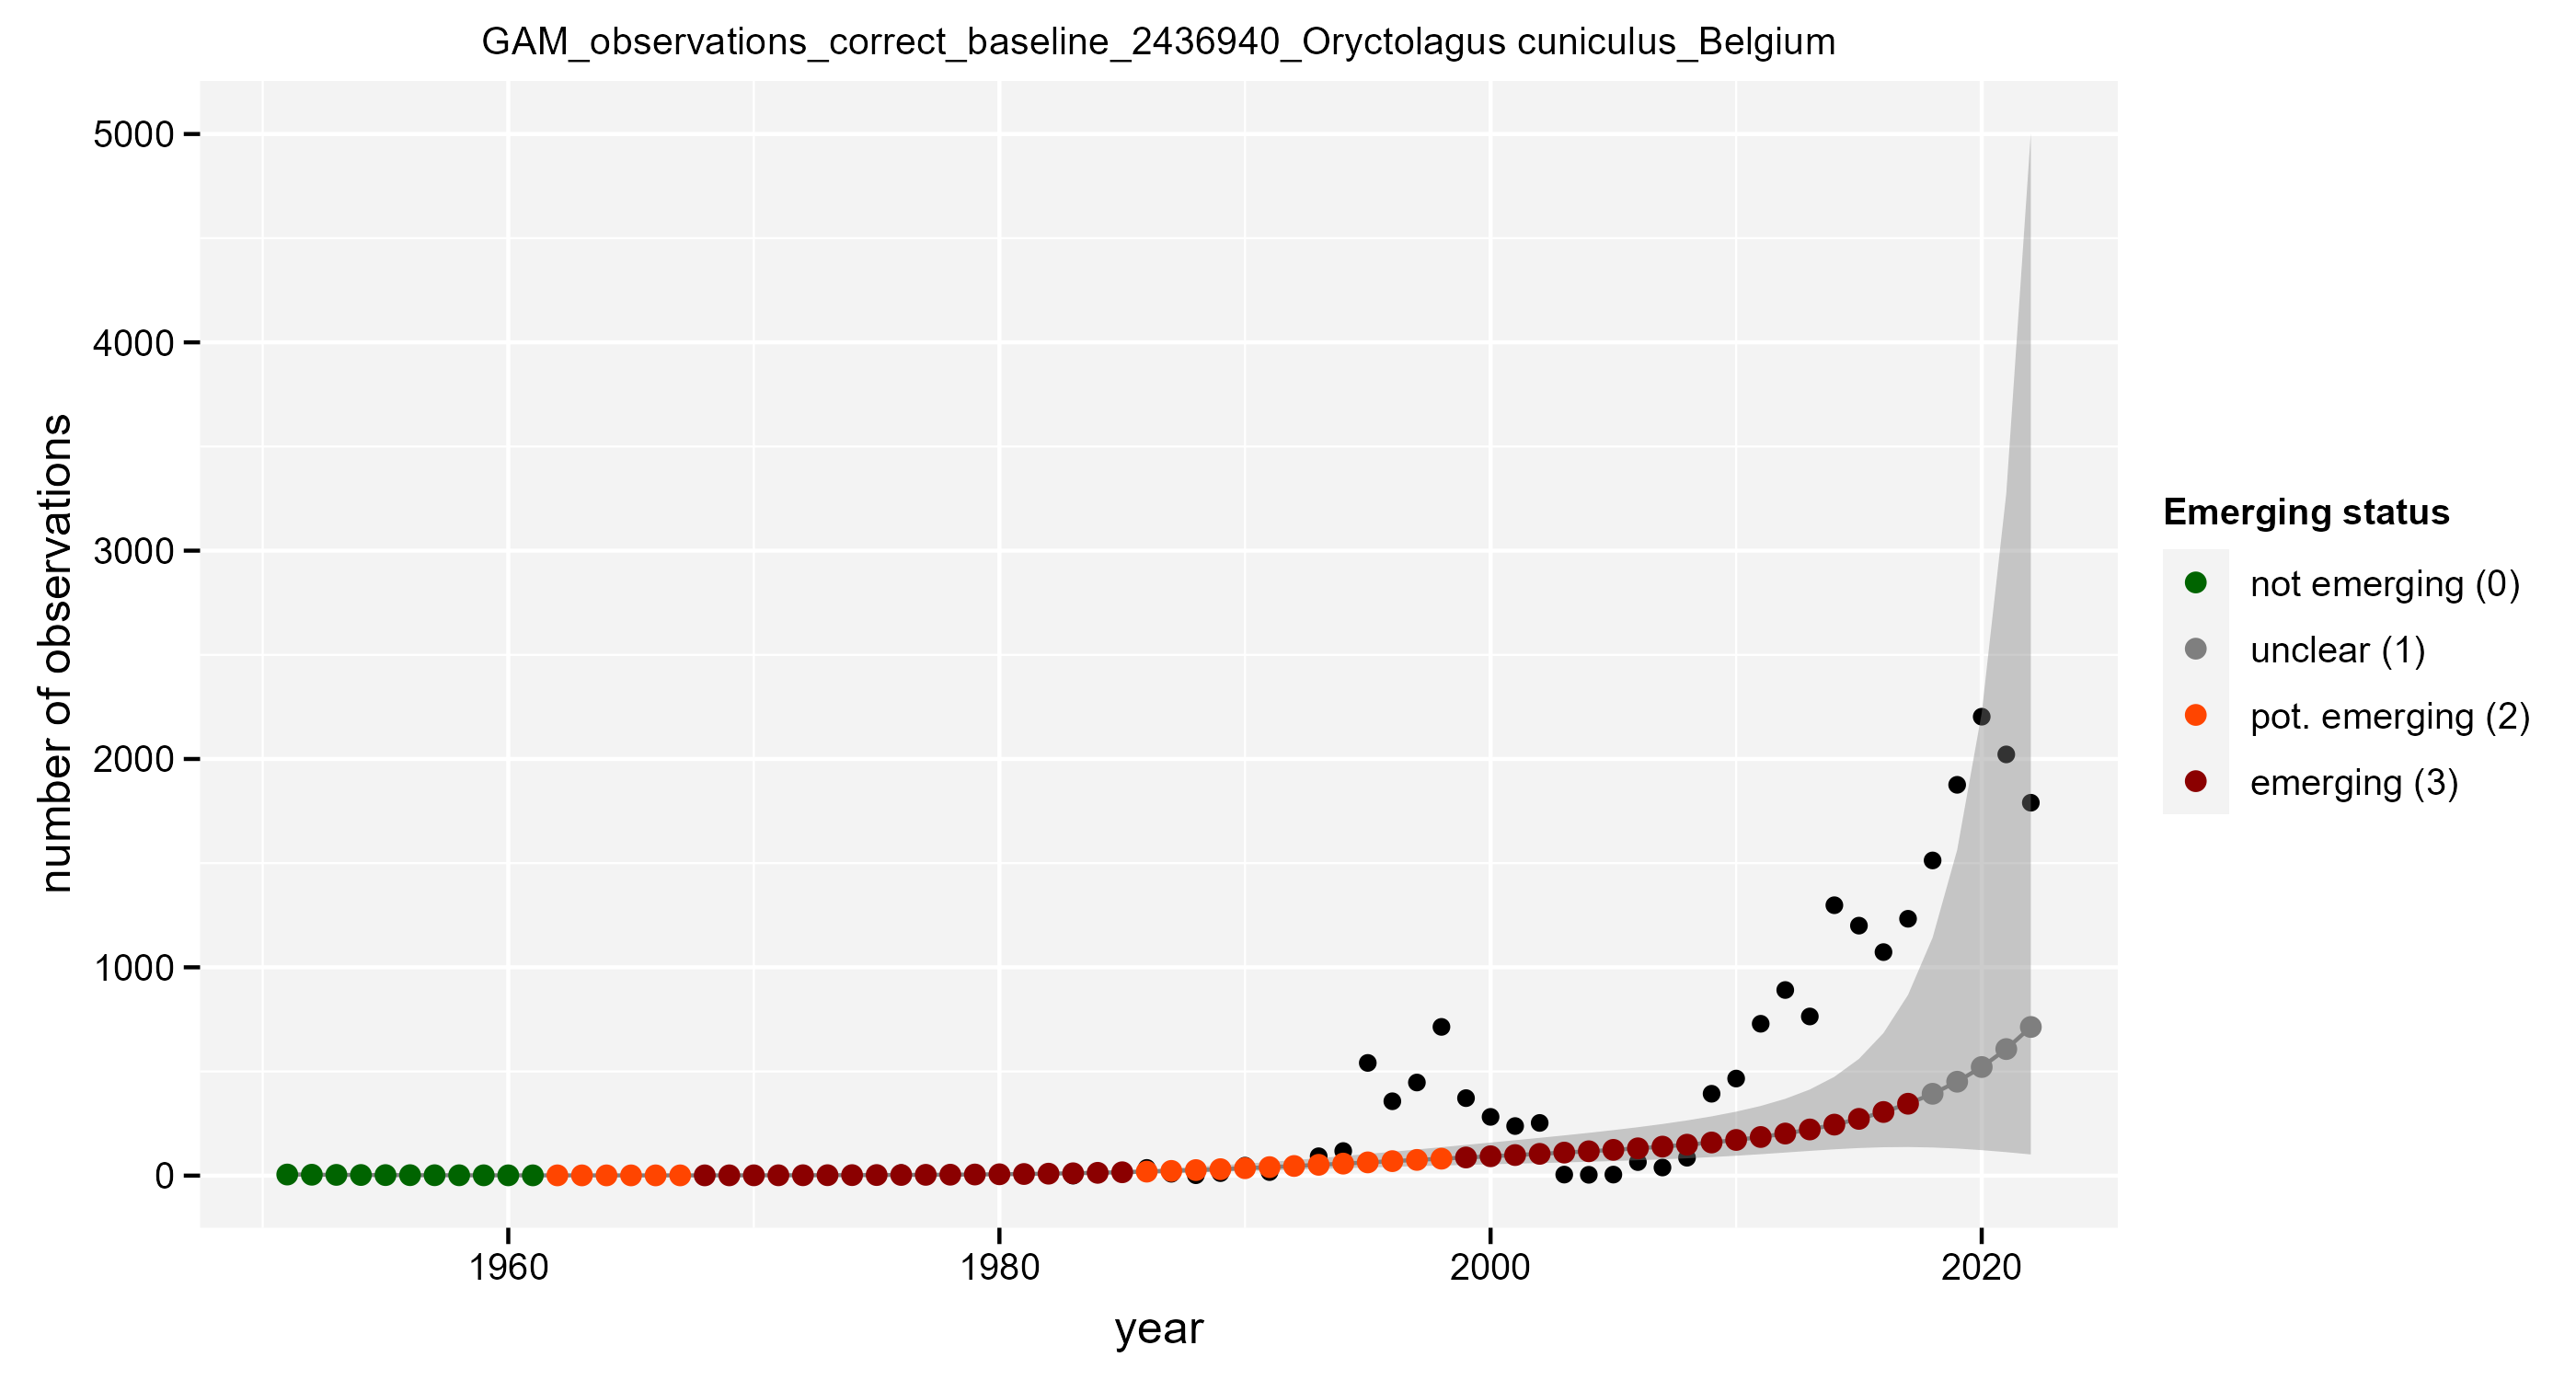 GAM_observations_correct_baseline_2436940_Oryctolagus cuniculus_Belgium
5000
4000
3000
2000
1000
0
number of observations
1960 1980 2000 2020
year
Emerging status
not emerging (0)
unclear (1)
pot. emerging (2)
emerging (3)